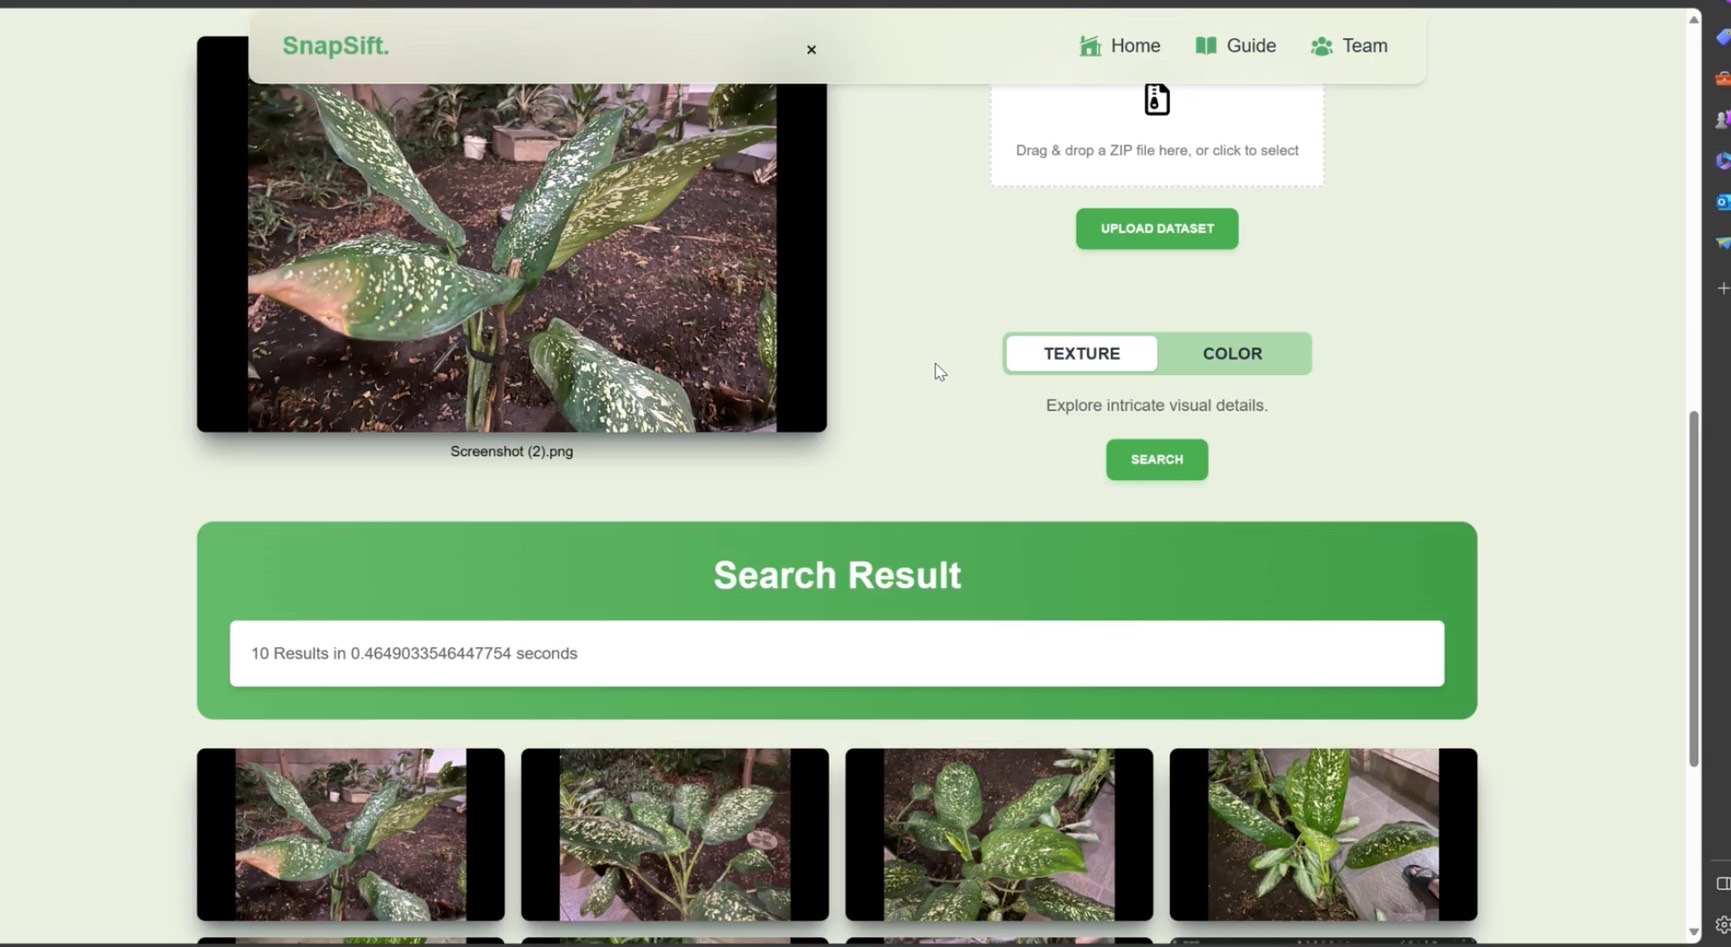 SnapSift.
×
Home
Guide
Team
Drag & drop a ZIP file here, or click to select
UPLOAD DATASET
TEXTURE
COLOR
Explore intricate visual details.
SEARCH
Screenshot (2).png
Search Result
10 Results in 0.4649033546447754 seconds